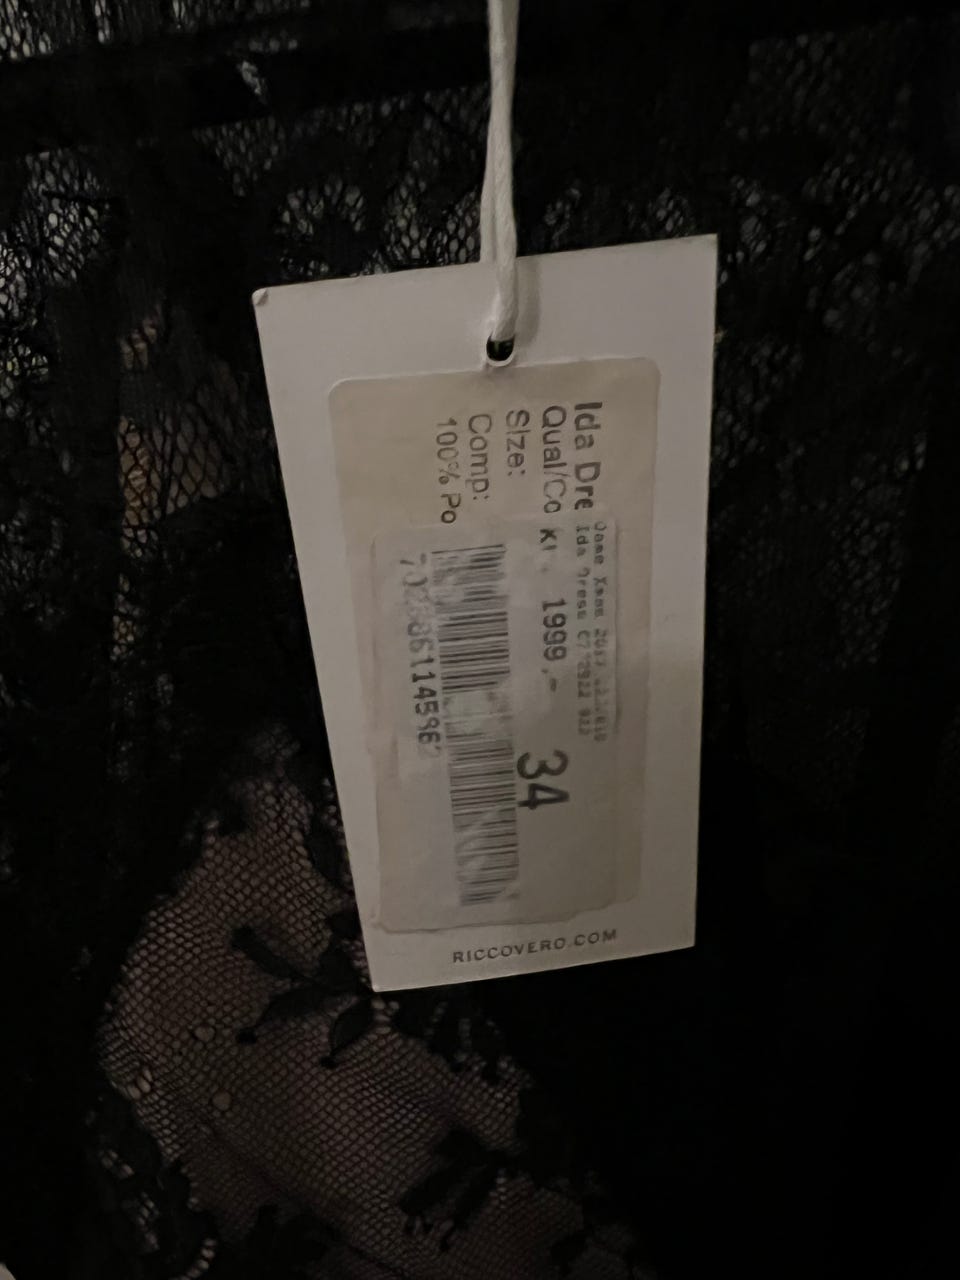 Ida Dre
Qual/Co
Size:
Comp:
100% Po
Ida Dress
Kr. 1999,-
34
RICCOVERO.COM